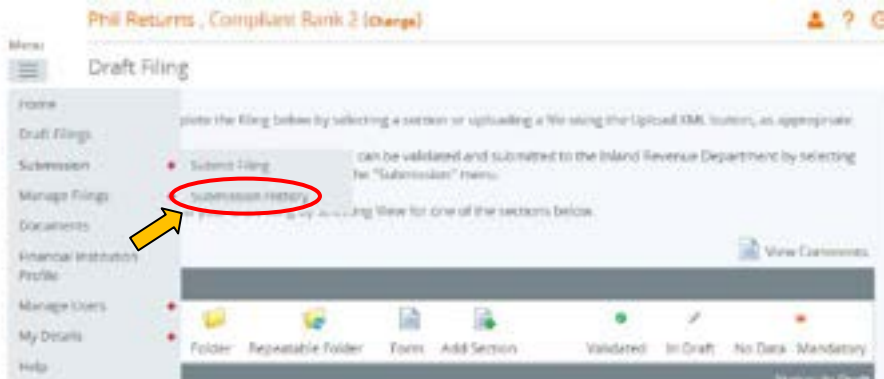 Phil Returns , Compliant Bank 2 (change)
?
Menu
Draft Filing
Home
Draft Filings
Submission
Manage Filings
Documents
Financial Institution
Profile
Manage Users
My Details
Help
plete the filing below by selecting a section or uploading a file using the Upload XML button, as appropriate.
can be validated and submitted to the Inland Revenue Department by selecting
he "Submission" menu.
Submit Filing
Submission History
by selecting View for one of the sections below.
View Comments
Folder Repeatable Folder Form Add Section Validated In Draft No Data Mandatory